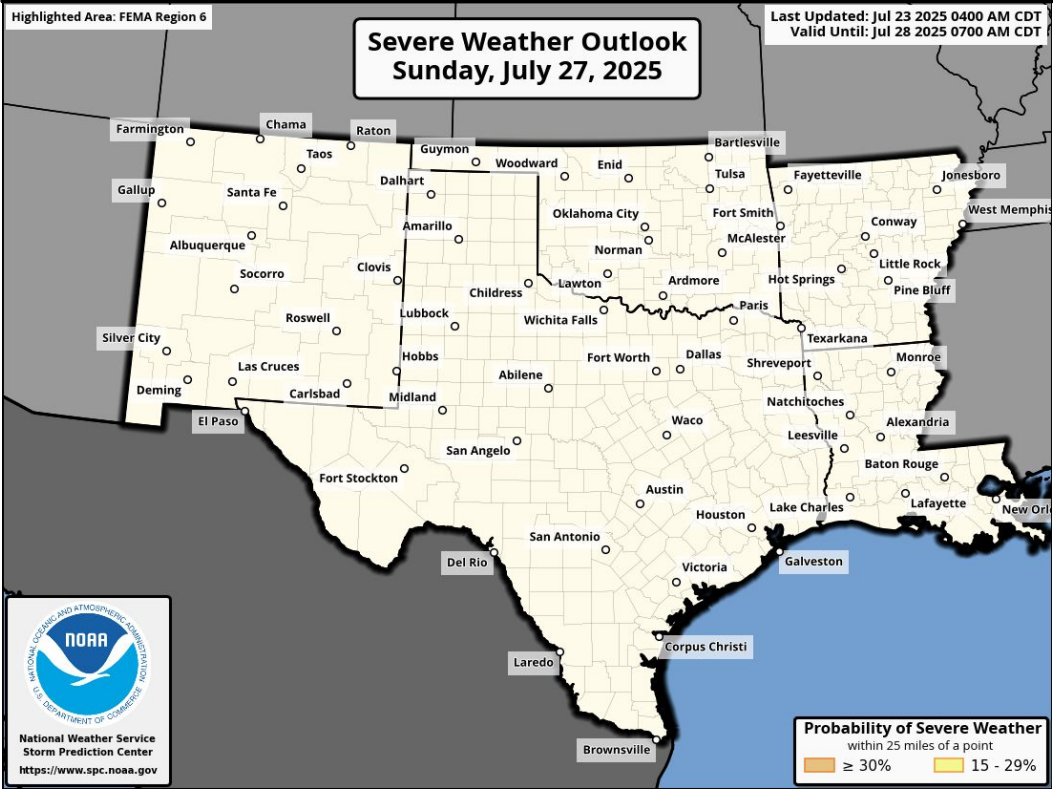 Highlighted Area: FEMA Region 6
Severe Weather Outlook
Sunday, July 27, 2025
Last Updated: Jul 23 2025 0400 AM CDT
Valid Until: Jul 28 2025 0700 AM CDT
Farmington
Chama
Raton
Taos
Guymon
Woodward
Enid
Bartlesville
Tulsa
Fayetteville
Jonesboro
Gallup
Santa Fe
Dalhart
Albuquerque
Amarillo
Oklahoma City
Fort Smith
Conway
West Memphis
Norman
McAlester
Socorro
Clovis
Childress
Lawton
Ardmore
Hot Springs
Little Rock
Pine Bluff
Roswell
Lubbock
Wichita Falls
Paris
Texarkana
Silver City
Las Cruces
Hobbs
Fort Worth
Dallas
Shreveport
Monroe
Deming
Carlsbad
Midland
Abilene
Natchitoches
El Paso
Waco
Leesville
Alexandria
San Angelo
Fort Stockton
Baton Rouge
Austin
Houston
Lake Charles
Lafayette
New Orl
San Antonio
Del Rio
Victoria
Galveston
Laredo
Corpus Christi
Brownsville
NATIONAL OCEANIC AND ATMOSPHERIC ADMINISTRATION
NOAA
U.S. DEPARTMENT OF COMMERCE
National Weather Service
Storm Prediction Center
https://www.spc.noaa.gov
Probability of Severe Weather
within 25 miles of a point
≥ 30%
15 - 29%